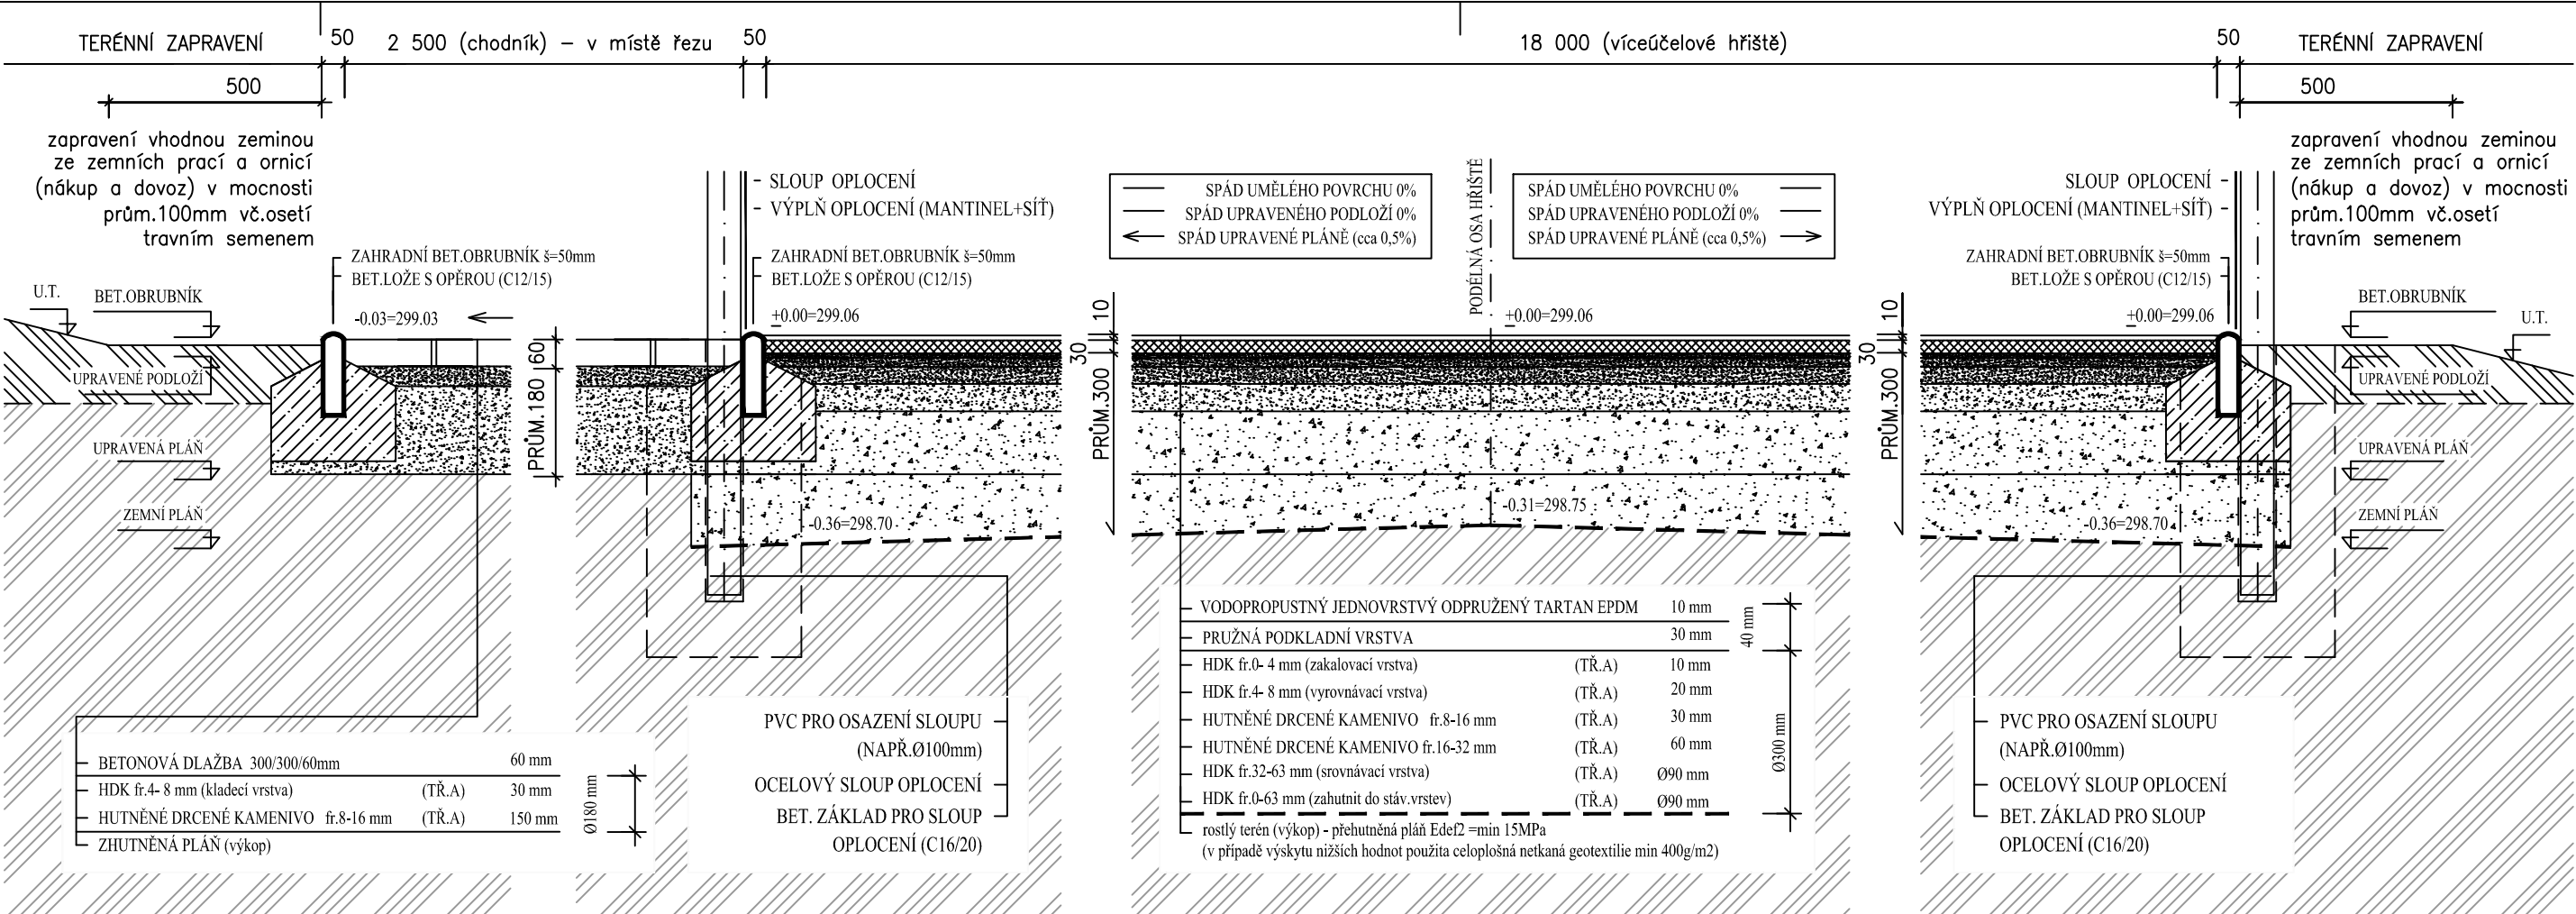 TERÉNNÍ ZAPRAVENÍ
50
2 500 (chodník) – v místě řezu
50
18 000 (víceúčelové hřiště)
50
TERÉNNÍ ZAPRAVENÍ
500
500
zapravení vhodnou zeminou
ze zemních prací a ornicí
(nákup a dovoz) v mocnosti
prům.100mm vč.osetí
travním semenem
SLOUP OPLOCENÍ
VÝPLŇ OPLOCENÍ (MANTINEL+SÍŤ)
ZAHRADNÍ BET.OBRUBNÍK š=50mm
BET.LOŽE S OPĚROU (C12/15)
ZAHRADNÍ BET.OBRUBNÍK š=50mm
BET.LOŽE S OPĚROU (C12/15)
SPÁD UMĚLÉHO POVRCHU 0%
SPÁD UPRAVENÉHO PODLOŽÍ 0%
SPÁD UPRAVENÉ PLÁNĚ (cca 0,5%)
PODÉLNÁ OSA HŘIŠTĚ
SPÁD UMĚLÉHO POVRCHU 0%
SPÁD UPRAVENÉHO PODLOŽÍ 0%
SPÁD UPRAVENÉ PLÁNĚ (cca 0,5%)
SLOUP OPLOCENÍ
VÝPLŇ OPLOCENÍ (MANTINEL+SÍŤ)
ZAHRADNÍ BET.OBRUBNÍK š=50mm
BET.LOŽE S OPĚROU (C12/15)
zapravení vhodnou zeminou
ze zemních prací a ornicí
(nákup a dovoz) v mocnosti
prům.100mm vč.osetí
travním semenem
U.T.
BET.OBRUBNÍK
-0.03=299.03
±0.00=299.06
±0.00=299.06
±0.00=299.06
BET.OBRUBNÍK
U.T.
UPRAVENÉ PODLOŽÍ
UPRAVENÁ PLÁŇ
ZEMNÍ PLÁŇ
60
PRŮM.180
10
30
PRŮM.300
10
30
PRŮM.300
-0.36=298.70
-0.31=298.75
-0.36=298.70
UPRAVENÉ PODLOŽÍ
UPRAVENÁ PLÁŇ
ZEMNÍ PLÁŇ
BETONOVÁ DLAŽBA 300/300/60mm 60 mm
HDK fr.4- 8 mm (kladecí vrstva) (TŘ.A) 30 mm
HUTNĚNÉ DRCENÉ KAMENIVO fr.8-16 mm (TŘ.A) 150 mm
ZHUTNĚNÁ PLÁŇ (výkop)
Ø180 mm
PVC PRO OSAZENÍ SLOUPU
(NAPŘ.Ø100mm)
OCELOVÝ SLOUP OPLOCENÍ
BET. ZÁKLAD PRO SLOUP
OPLOCENÍ (C16/20)
VODOPROPUSTNÝ JEDNOVRSTVÝ ODPRUŽENÝ TARTAN EPDM 10 mm
PRUŽNÁ PODKLADNÍ VRSTVA 30 mm
40 mm
HDK fr.0- 4 mm (zakalovací vrstva) (TŘ.A) 10 mm
HDK fr.4- 8 mm (vyrovnávací vrstva) (TŘ.A) 20 mm
HUTNĚNÉ DRCENÉ KAMENIVO fr.8-16 mm (TŘ.A) 30 mm
HUTNĚNÉ DRCENÉ KAMENIVO fr.16-32 mm (TŘ.A) 60 mm
HDK fr.32-63 mm (srovnávací vrstva) (TŘ.A) Ø90 mm
HDK fr.0-63 mm (zahutnit do stáv.vrstev) (TŘ.A) Ø90 mm
Ø300 mm
rostlý terén (výkop) - přehutněná pláň Edef2 =min 15MPa
(v případě výskytu nižších hodnot použita celoplošná netkaná geotextilie min 400g/m2)
PVC PRO OSAZENÍ SLOUPU
(NAPŘ.Ø100mm)
OCELOVÝ SLOUP OPLOCENÍ
BET. ZÁKLAD PRO SLOUP
OPLOCENÍ (C16/20)